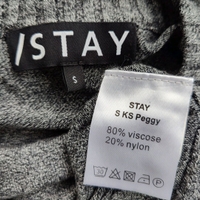 /STAY
S
STAY
S KS Peggy
80% viscose
20% nylon